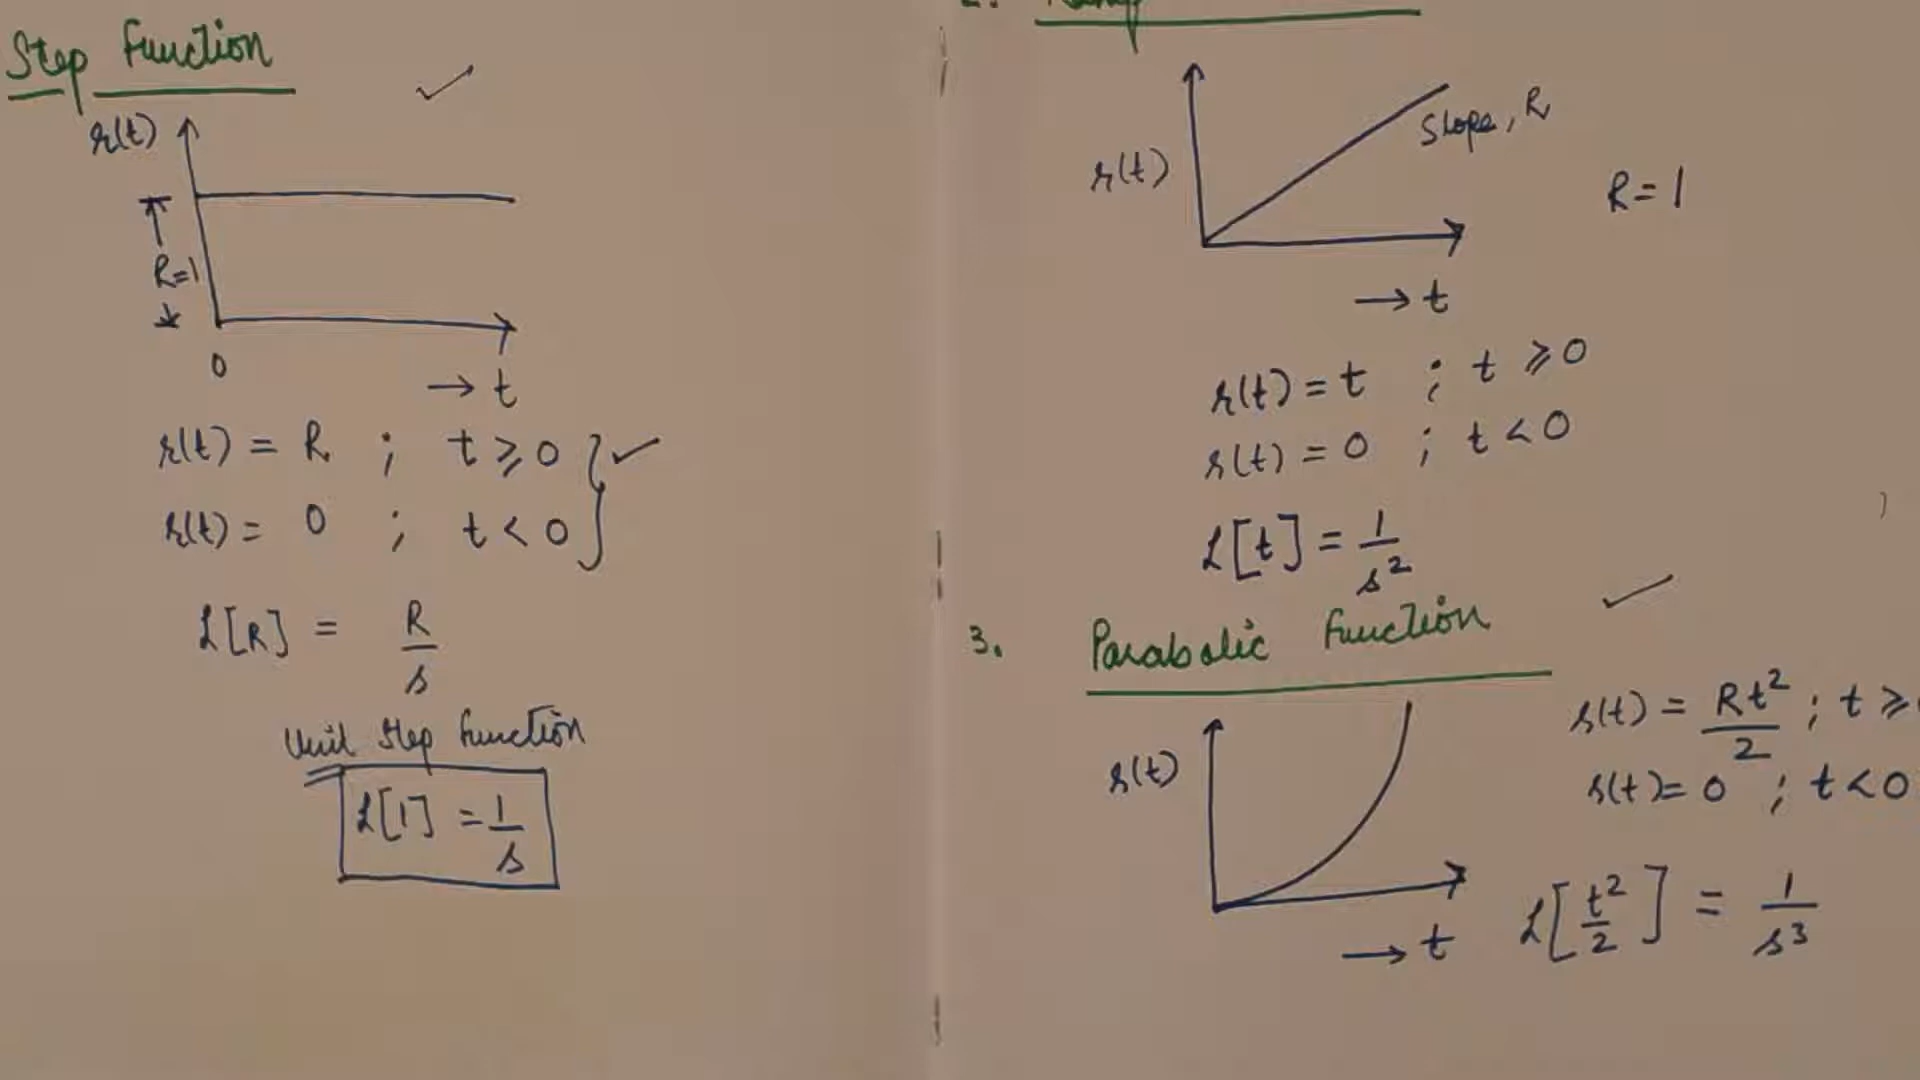 Step Function
r(t)
R=1
0
→ t
r(t) = R ; t ≥ 0
r(t) = 0 ; t < 0
L[R] = R/s
Unit Step Function
L[1] = 1/s
2.
Slope, R
r(t)
R = 1
→ t
r(t) = t ; t ≥ 0
r(t) = 0 ; t < 0
L[t] = 1/s²
3. Parabolic Function
r(t) = Rt²/2 ; t ≥
r(t) = 0 ; t < 0
r(t)
→ t
L[t²/2] = 1/s³